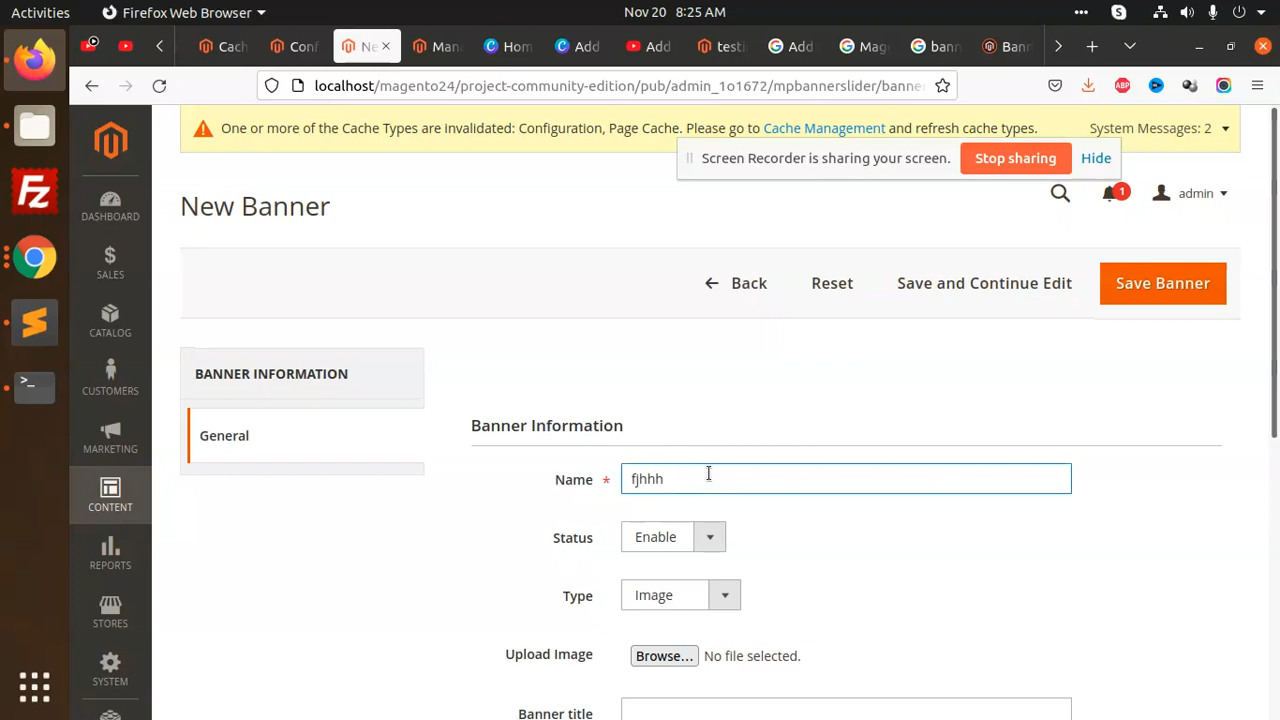 Activities Firefox Web Browser Nov 20 8:25 AM
Cach Conf Ne Man Hom Add Add testi Add Mag bann Bann
localhost/magento24/project-community-edition/pub/admin_1o1672/mpbannerslider/banne
One or more of the Cache Types are invalidated: Configuration, Page Cache. Please go to Cache Management and refresh cache types. System Messages: 2
Screen Recorder is sharing your screen. Stop sharing Hide
New Banner
1 admin
Back Reset Save and Continue Edit Save Banner
DASHBOARD
SALES
CATALOG
CUSTOMERS
MARKETING
CONTENT
REPORTS
STORES
SYSTEM
BANNER INFORMATION
General
Banner Information
Name * fjhhh
Status Enable
Type Image
Upload Image Browse... No file selected.
Banner title